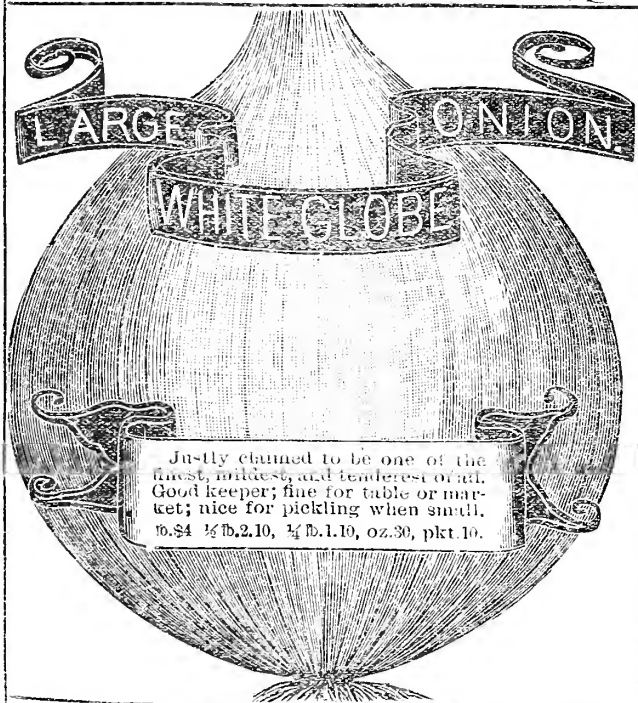 LARGE
WHITE GLOBE
ONION.
Justly claimed to be one of the
finest, mildest, and tenderest of all.
Good keeper; fine for table or mar-
ket; nice for pickling when small.
lb.$4 ½ lb.2.10, ¼ lb.1.10, oz.30, pkt.10.